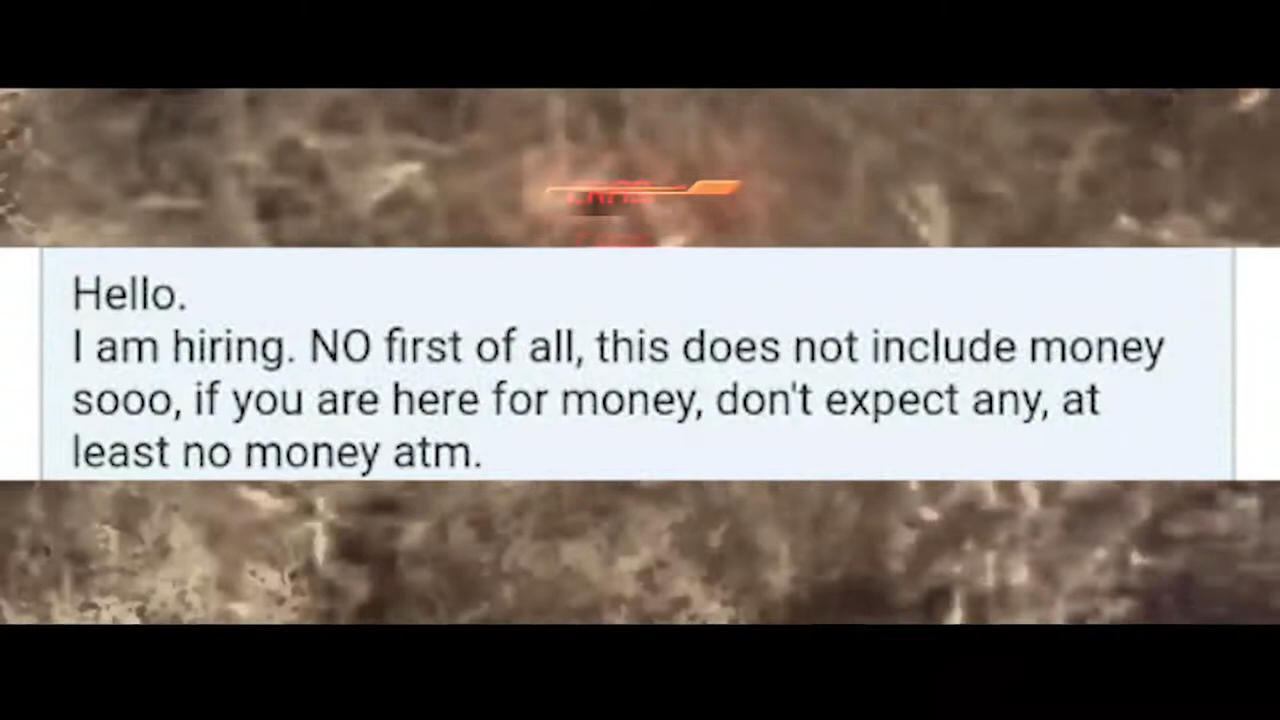 Hello.
I am hiring. NO first of all, this does not include money
sooo, if you are here for money, don't expect any, at
least no money atm.